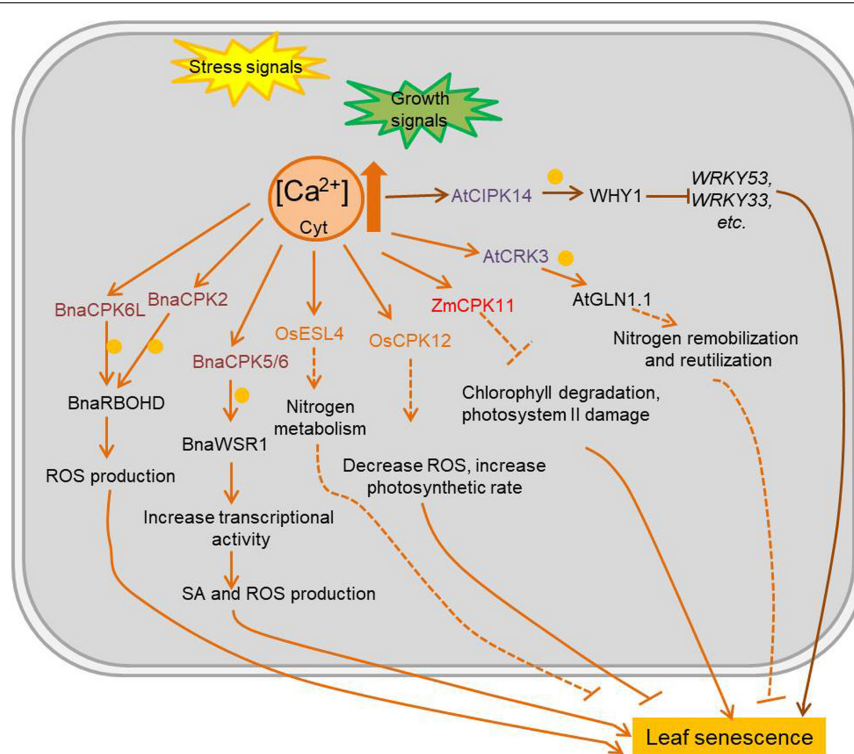 Stress signals
Growth
signals
[Ca2+]
Cyt
AtCIPK14
WHY1
WRKY53,
WRKY33,
etc.
AtCRK3
AtGLN1.1
Nitrogen remobilization
and reutilization
BnaCPK6L
BnaCPK2
BnaCPK5/6
OsESL4
OsCPK12
ZmCPK11
BnaRBOHD
ROS production
BnaWSR1
Increase transcriptional
activity
SA and ROS production
Nitrogen
metabolism
Decrease ROS, increase
photosynthetic rate
Chlorophyll degradation,
photosystem II damage
Leaf senescence